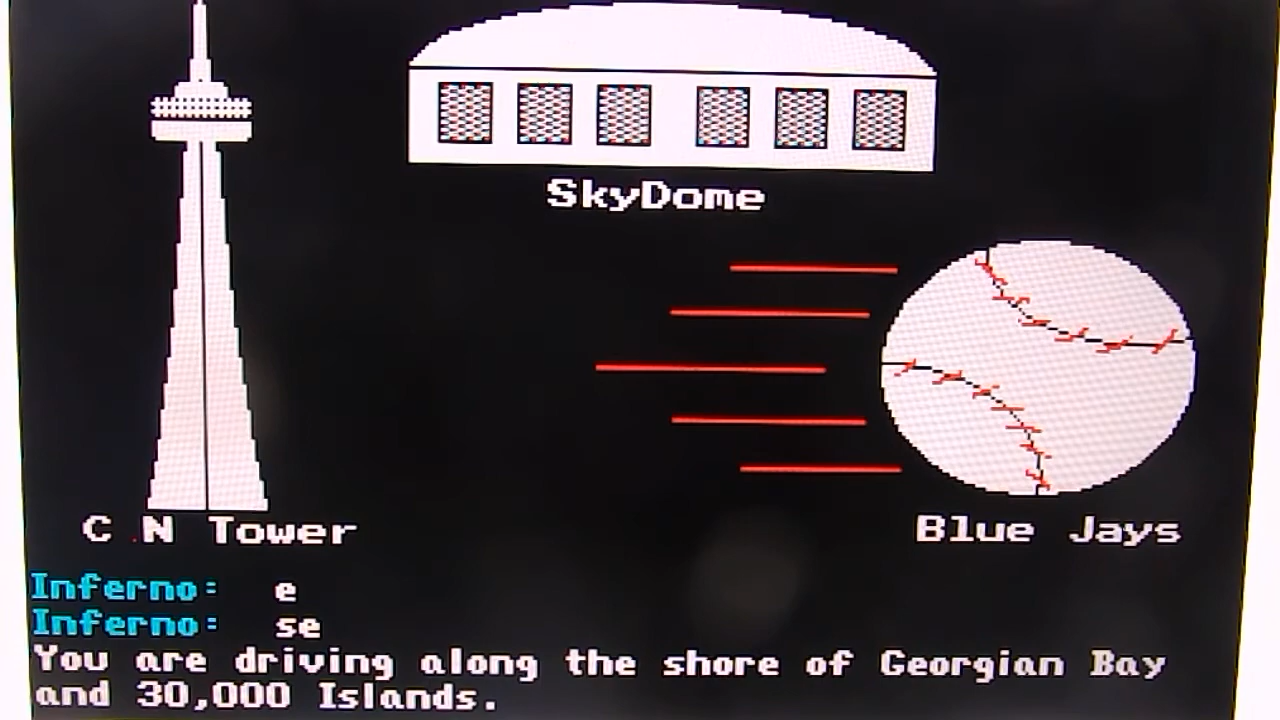 SkyDome
C N Tower
Blue Jays
Inferno: e
Inferno: se
You are driving along the shore of Georgian Bay
and 30,000 Islands.